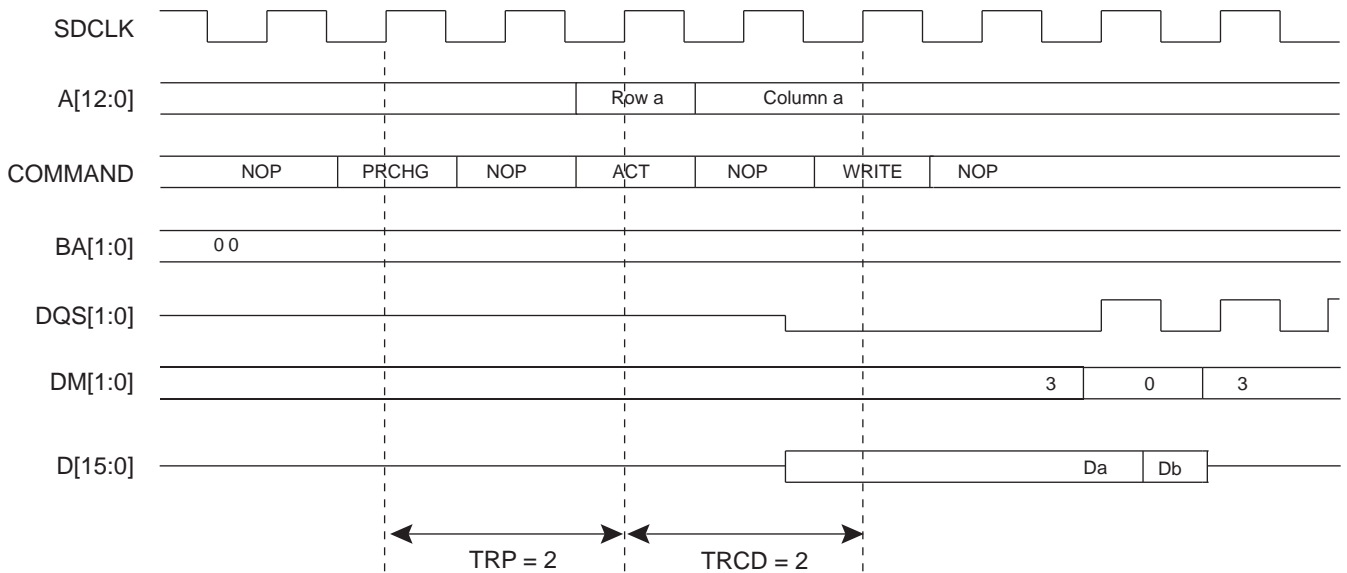 SDCLK
A[12:0] Row a Column a
COMMAND NOP PRCHG NOP ACT NOP WRITE NOP
BA[1:0] 0 0
DQS[1:0]
DM[1:0] 3 0 3
D[15:0] Da Db
TRP = 2 TRCD = 2